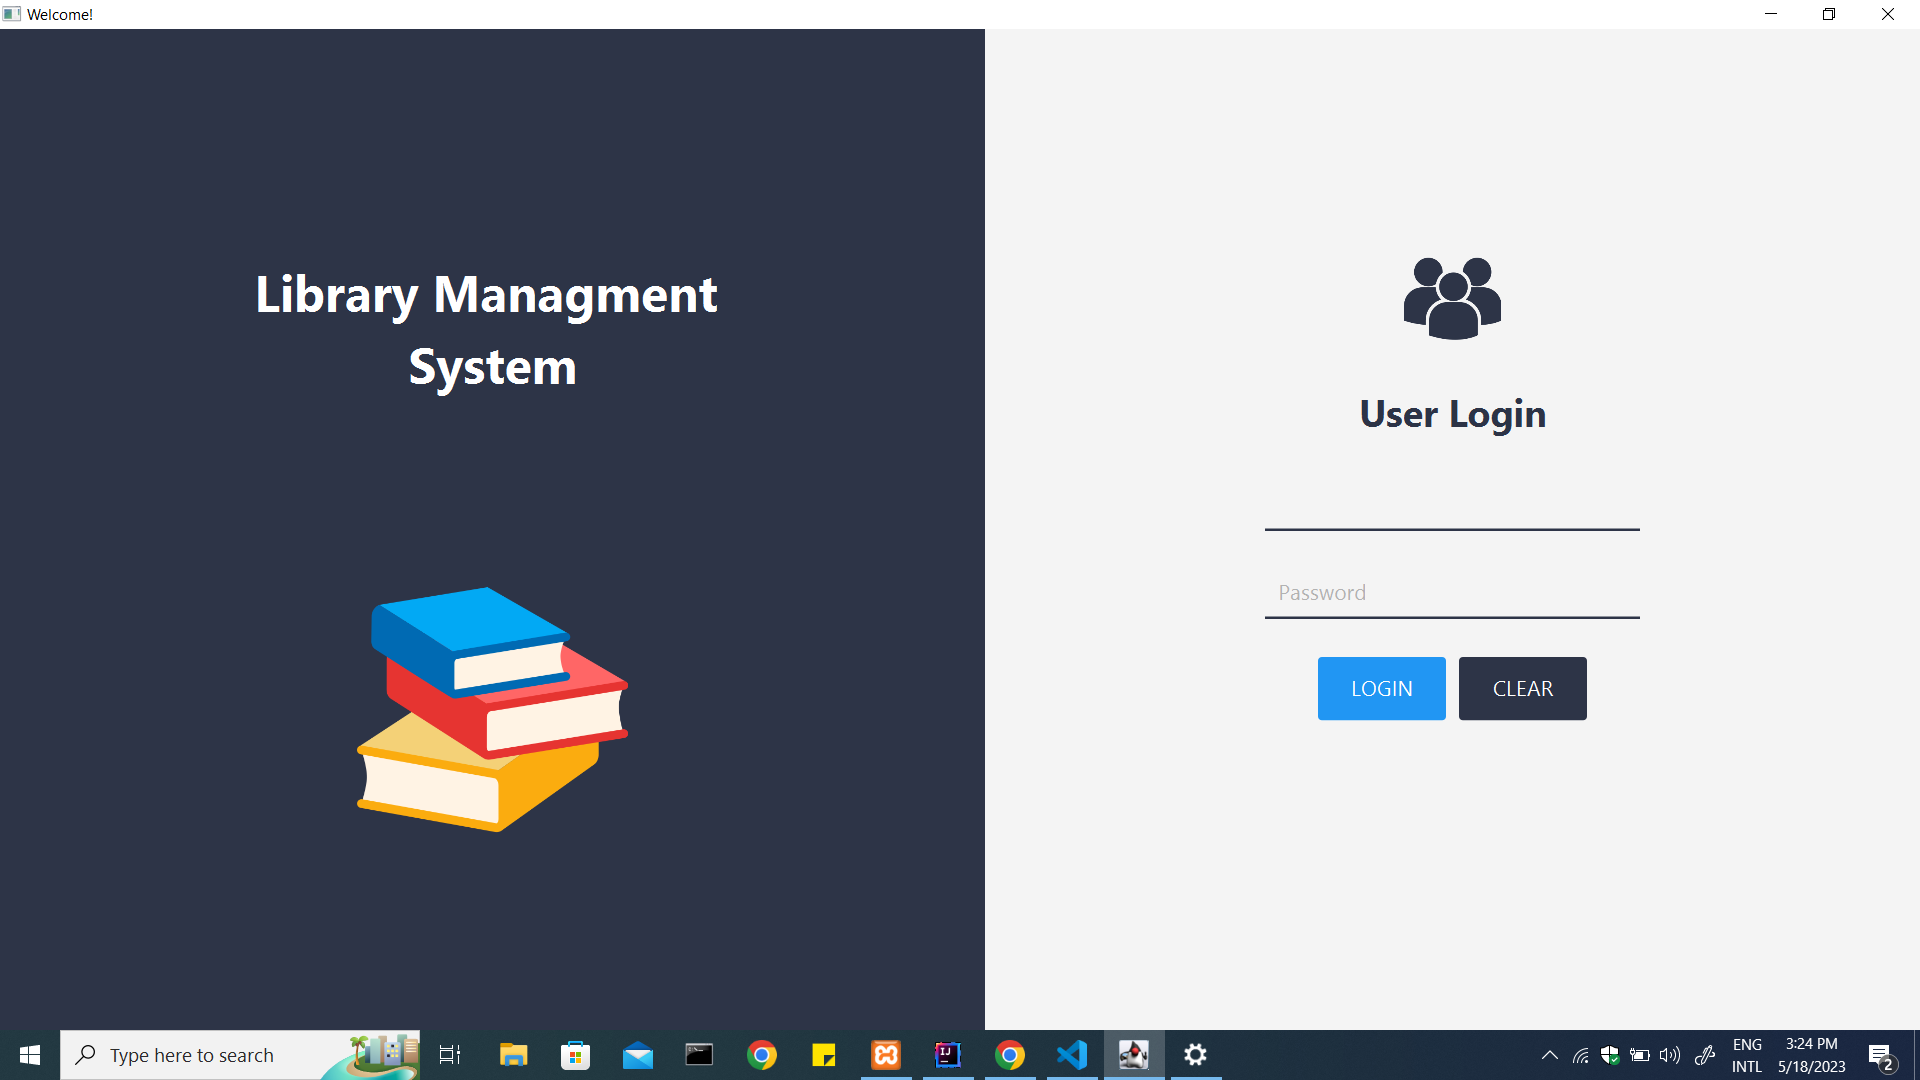 Welcome!
Library Managment
System
User Login
Password
LOGIN
CLEAR
Type here to search
IJ
ENG
INTL
3:24 PM
5/18/2023
2